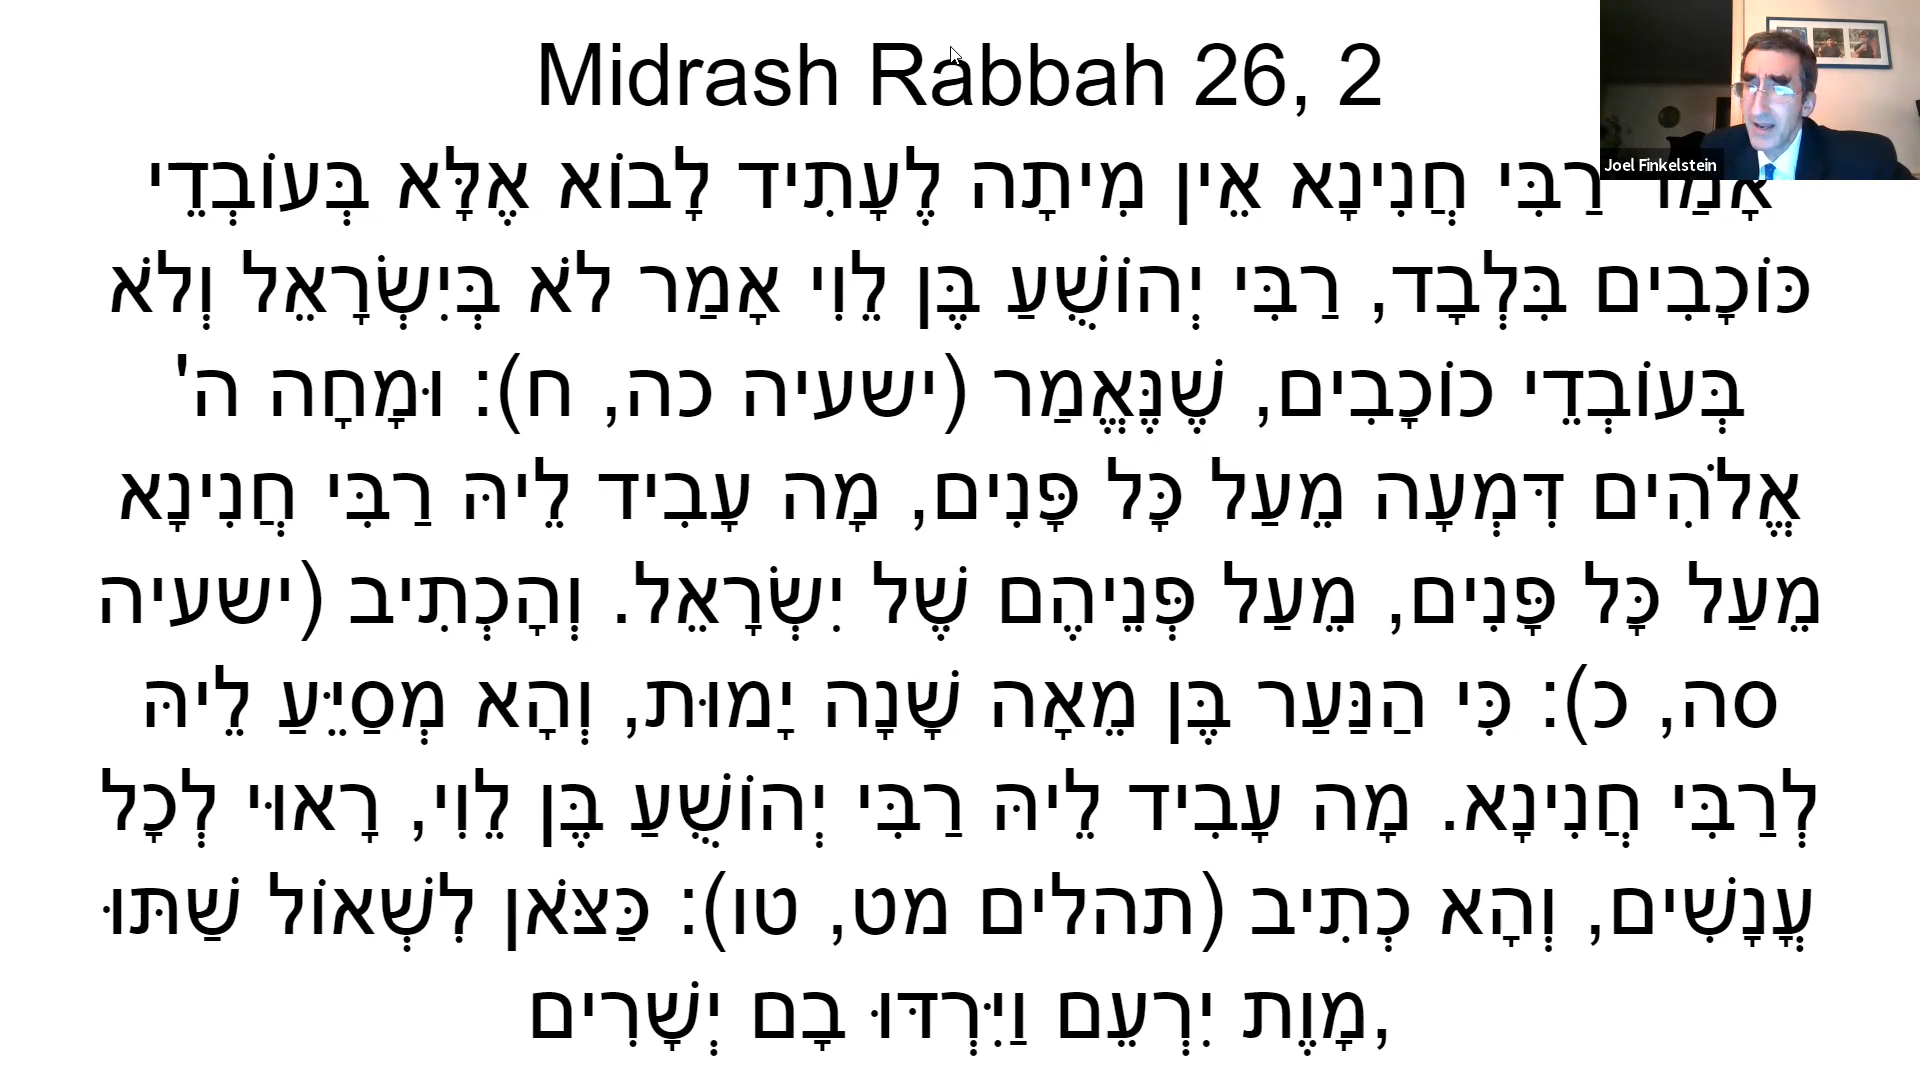 Midrash Rabbah 26, 2
Joel Finkelstein
אָמַר רַבִּי חֲנִינָא אֵין מִיתָה לֶעָתִיד לָבוֹא אֶלָּא בְּעוֹבְדֵי
כּוֹכָבִים בִּלְבָד, רַבִּי יְהוֹשֻׁעַ בֶּן לֵוִי אָמַר לֹא בְּיִשְׂרָאֵל וְלֹא
בְּעוֹבְדֵי כוֹכָבִים, שֶׁנֶּאֱמַר (ישעיה כה, ח): וּמָחָה ה'
אֱלֹהִים דִּמְעָה מֵעַל כָּל פָּנִים, מָה עָבִיד לֵיהּ רַבִּי חֲנִינָא
מֵעַל כָּל פָּנִים, מֵעַל פְּנֵיהֶם שֶׁל יִשְׂרָאֵל. וְהָכְתִיב (ישעיה
סה, כ): כִּי הַנַּעַר בֶּן מֵאָה שָׁנָה יָמוּת, וְהָא מְסַיֵּעַ לֵיהּ
לְרַבִּי חֲנִינָא. מָה עָבִיד לֵיהּ רַבִּי יְהוֹשֻׁעַ בֶּן לֵוִי, רָאוּי לְכָל
עֳנָשִׁים, וְהָא כְתִיב (תהלים מט, טו): כַּצֹּאן לִשְׁאוֹל שַׁתּוּ
,מָוֶת יִרְעֵם וַיִּרְדּוּ בָם יְשָׁרִים